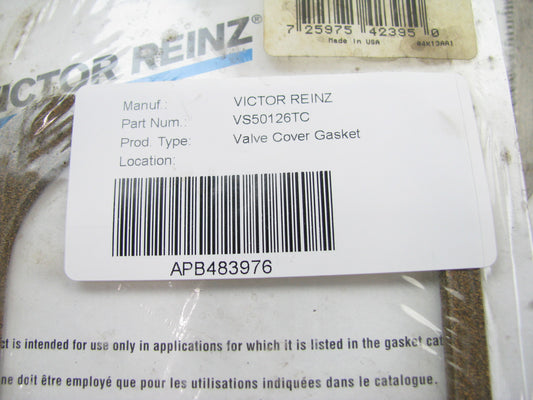 7 25975 42395 0
Made in USA 04K13AA1
VICTOR REINZ®
Manuf.: VICTOR REINZ
Part Num.: VS50126TC
Prod. Type: Valve Cover Gasket
Location:
APB483976
ct is intended for use only in applications for which it is listed in the gasket cat
ne doit être employé que pour les utilisations indiquées dans le catalogue.